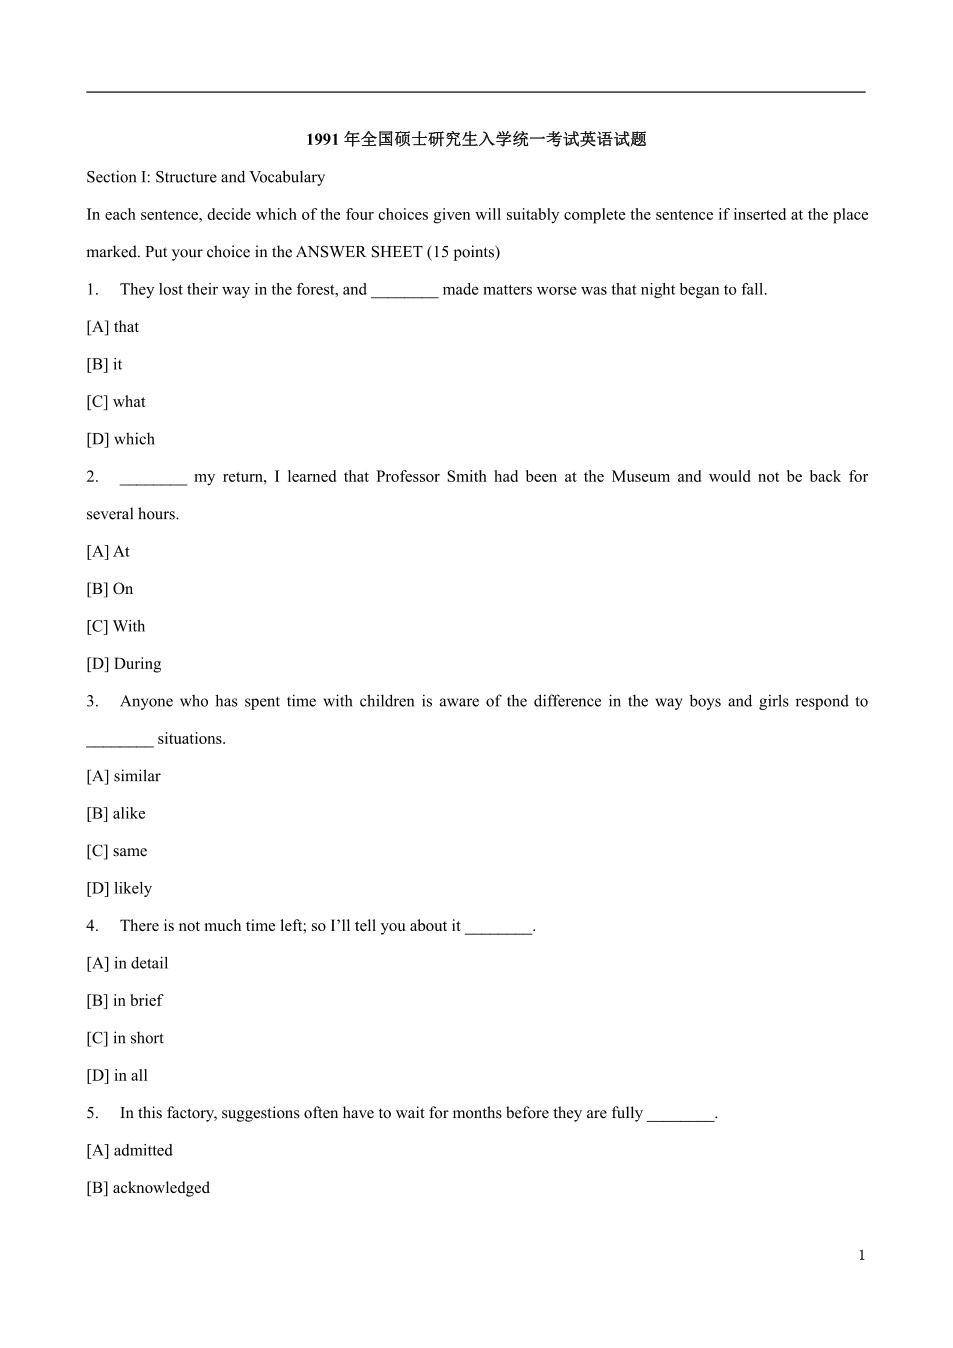 1991 年全国硕士研究生入学统一考试英语试题
Section I: Structure and Vocabulary
In each sentence, decide which of the four choices given will suitably complete the sentence if inserted at the place
marked. Put your choice in the ANSWER SHEET (15 points)
1. They lost their way in the forest, and ________ made matters worse was that night began to fall.
[A] that
[B] it
[C] what
[D] which
2. ________ my return, I learned that Professor Smith had been at the Museum and would not be back for
several hours.
[A] At
[B] On
[C] With
[D] During
3. Anyone who has spent time with children is aware of the difference in the way boys and girls respond to
________ situations.
[A] similar
[B] alike
[C] same
[D] likely
4. There is not much time left; so I’ll tell you about it ________.
[A] in detail
[B] in brief
[C] in short
[D] in all
5. In this factory, suggestions often have to wait for months before they are fully ________.
[A] admitted
[B] acknowledged
1